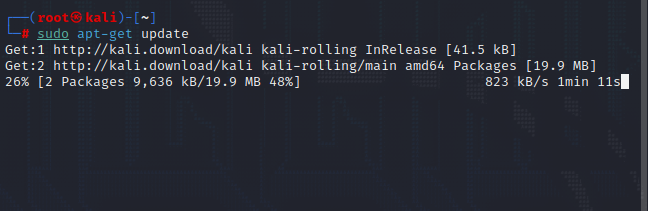 ┌──(root㉿kali)-[~]
└─# sudo apt-get update
Get:1 http://kali.download/kali kali-rolling InRelease [41.5 kB]
Get:2 http://kali.download/kali kali-rolling/main amd64 Packages [19.9 MB]
26% [2 Packages 9,636 kB/19.9 MB 48%] 823 kB/s 1min 11s